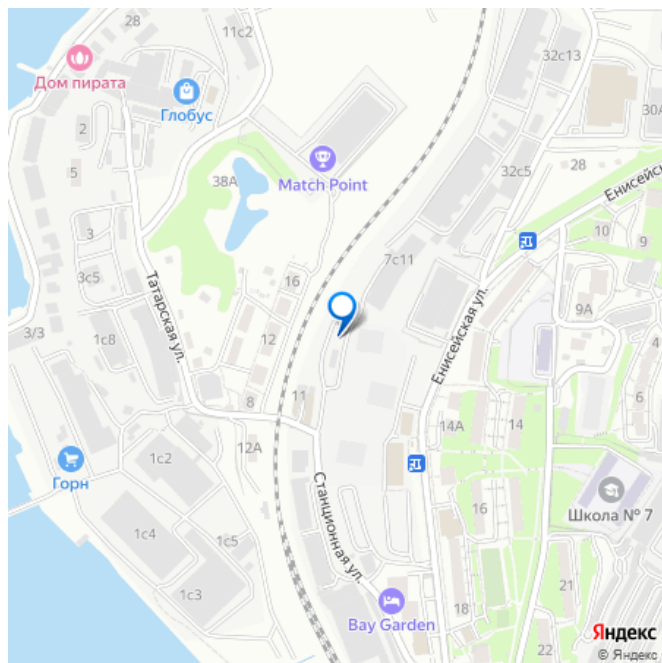 28
11с2
32с13
Дом пирата
Глобус
30А
2
5
38А
Match Point
32с5
28
Енисейск
10
9
3
7с11
3с5
16
Татарская ул.
9А
3/3
1с8
12
Енисейская ул.
4
6
8
11
14А
14
12А
1с2
Горн
Станционная ул.
16
Школа № 7
1с4
1с5
1с3
18
21
Bay Garden
22
Яндекс
© Яндекс